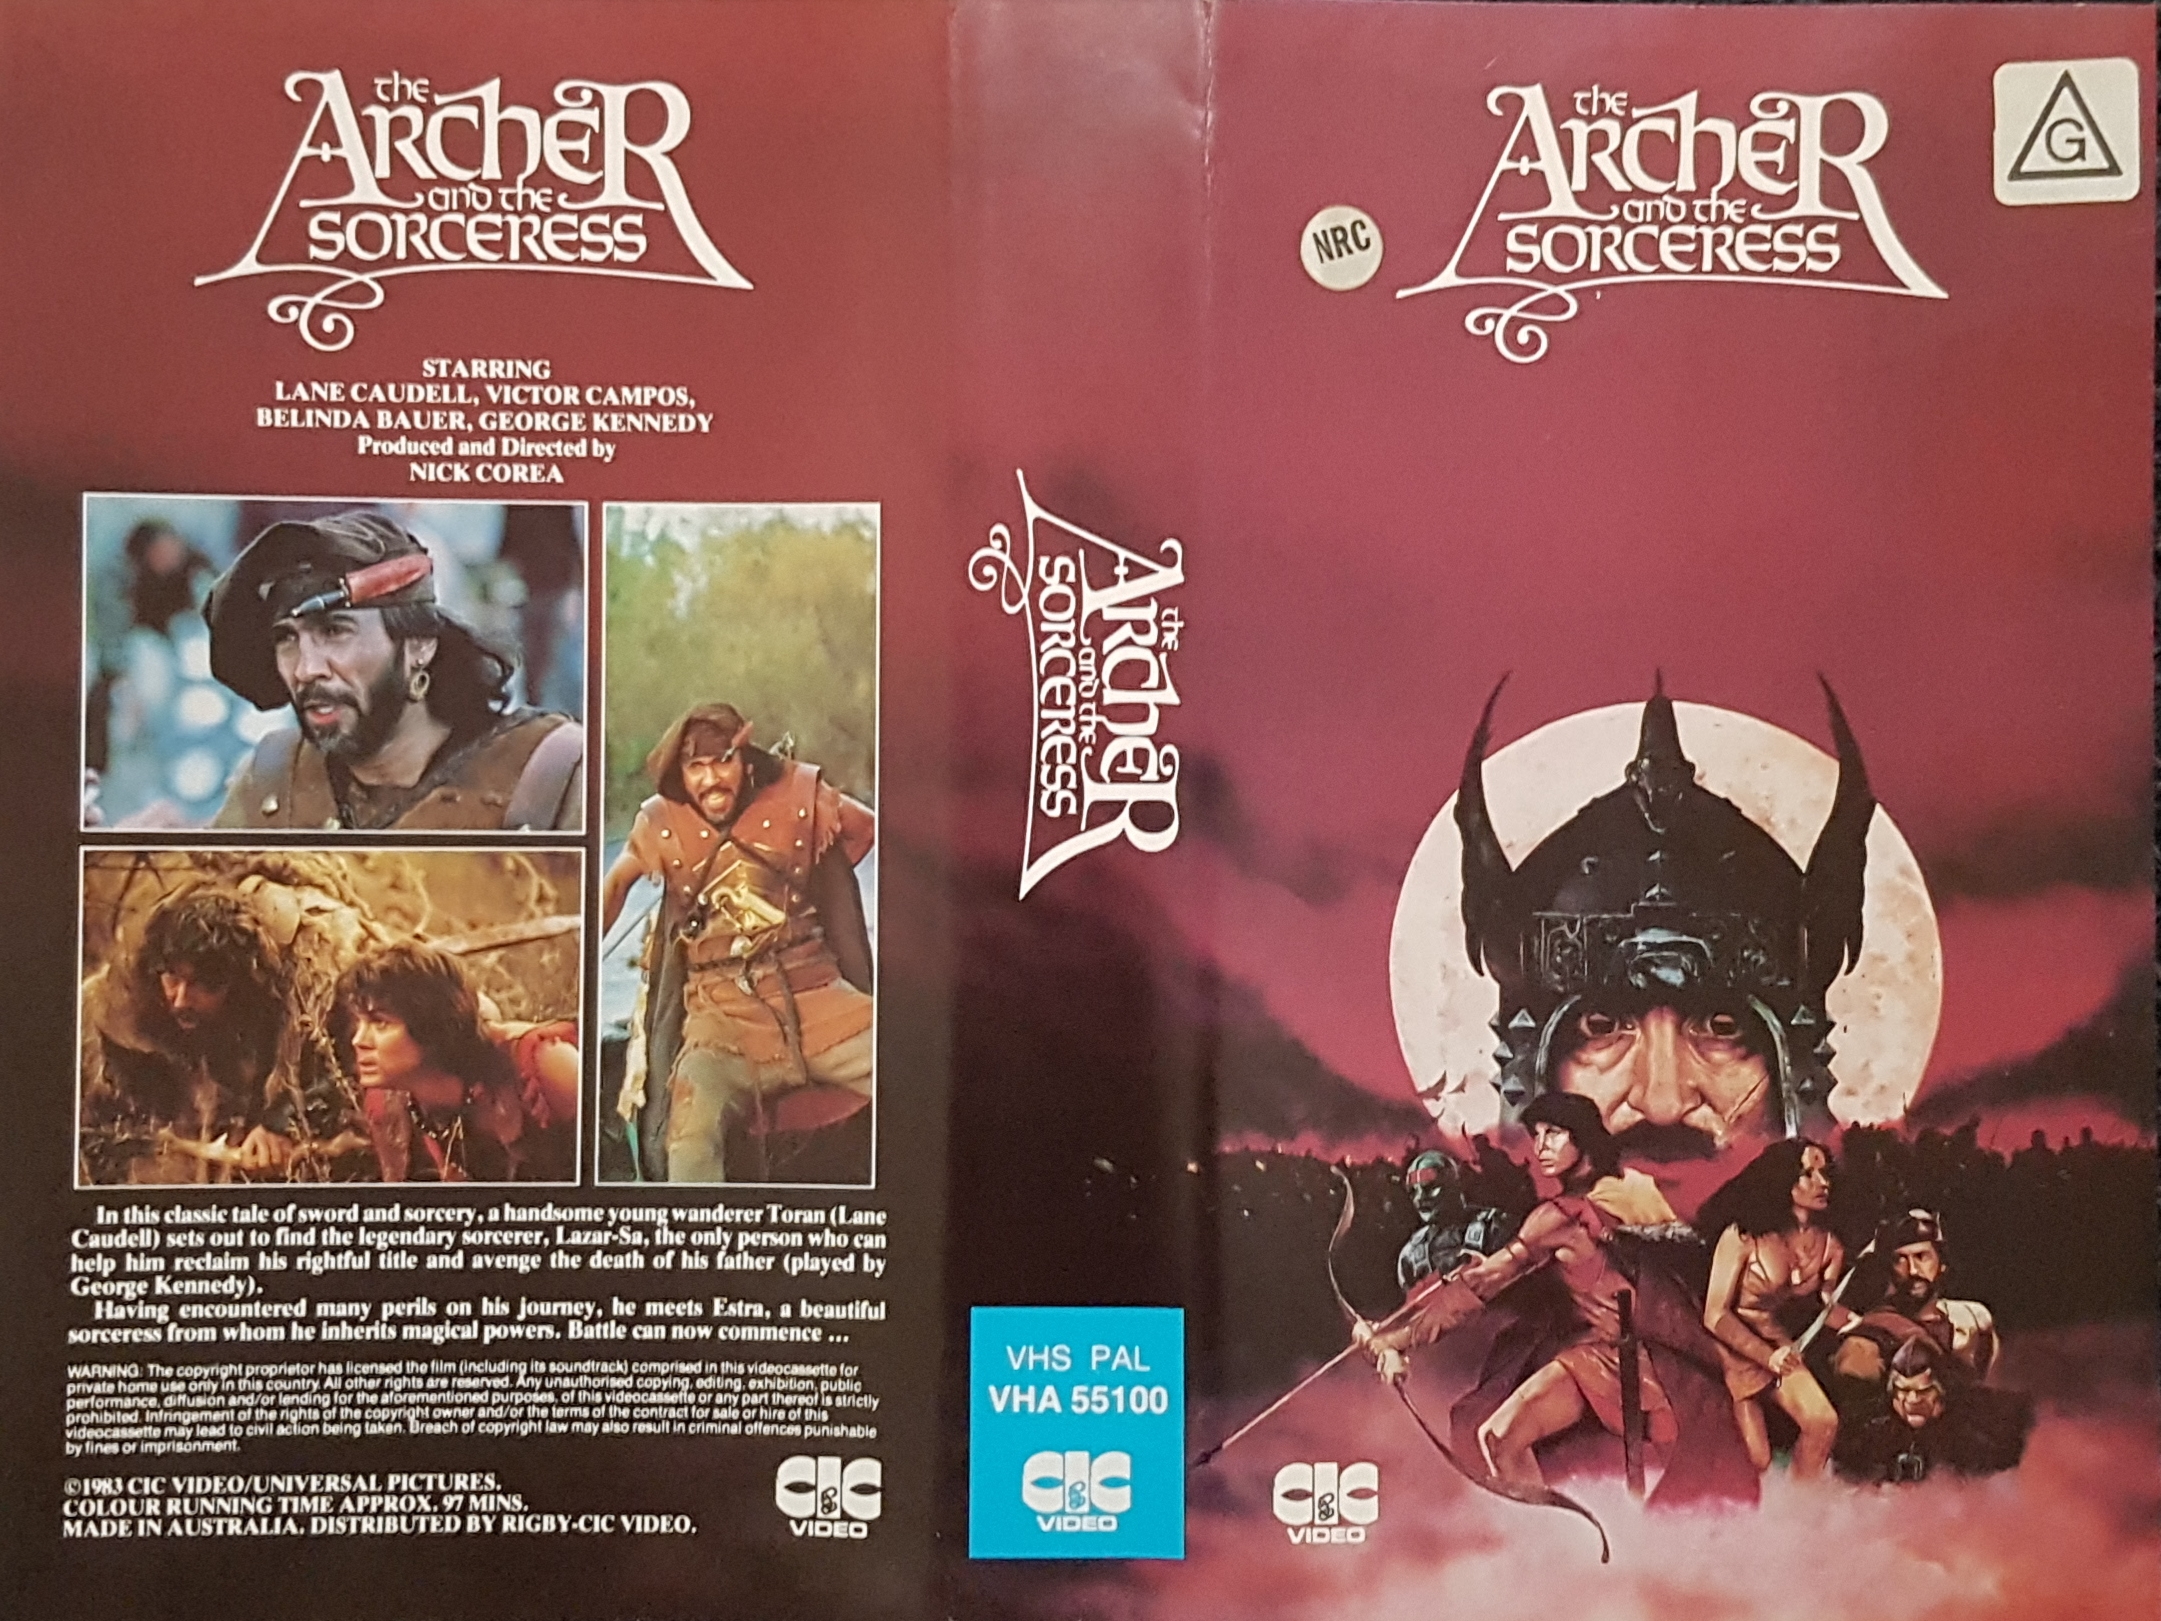 the
ARCHER
and the
SORCERESS
STARRING
LANE CAUDELL, VICTOR CAMPOS,
BELINDA BAUER, GEORGE KENNEDY
Produced and Directed by
NICK COREA
In this classic tale of sword and sorcery, a handsome young wanderer Toran (Lane
Caudell) sets out to find the legendary sorcerer, Lazar-Sa, the only person who can
help him reclaim his rightful title and avenge the death of his father (played by
George Kennedy).
Having encountered many perils on his journey, he meets Estra, a beautiful
sorceress from whom he inherits magical powers. Battle can now commence ...
WARNING: The copyright proprietor has licensed the film (including its soundtrack) comprised in this videocassette for
private home use only in this country. All other rights are reserved. Any unauthorised copying, editing, exhibition, public
performance, diffusion and/or lending for the aforementioned purposes, of this videocassette or any part thereof is strictly
prohibited. Infringement of the rights of the copyright owner and/or the terms of the contract for sale or hire of this
videocassette may lead to civil action being taken. Breach of copyright law may also result in criminal offences punishable
by fines or imprisonment.
©1983 CIC VIDEO/UNIVERSAL PICTURES.
COLOUR RUNNING TIME APPROX. 97 MINS.
MADE IN AUSTRALIA. DISTRIBUTED BY RIGBY-CIC VIDEO.
CIC
VIDEO
the
ARCHER
and the
SORCERESS
VHS PAL
VHA 55100
CIC
VIDEO
the
ARCHER
and the
SORCERESS
G
NRC
CIC
VIDEO